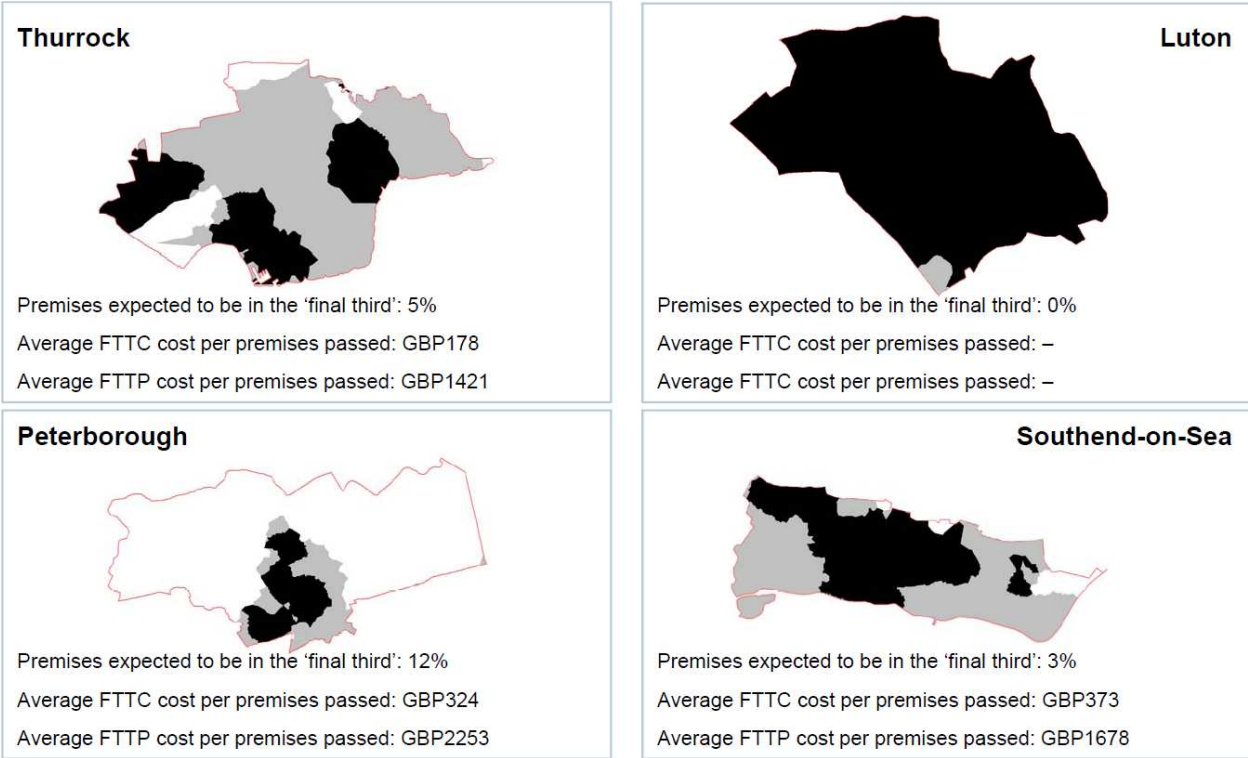 Thurrock
Premises expected to be in the ‘final third’: 5%
Average FTTC cost per premises passed: GBP178
Average FTTP cost per premises passed: GBP1421
Luton
Premises expected to be in the ‘final third’: 0%
Average FTTC cost per premises passed: –
Average FTTC cost per premises passed: –
Peterborough
Premises expected to be in the ‘final third’: 12%
Average FTTC cost per premises passed: GBP324
Average FTTP cost per premises passed: GBP2253
Southend-on-Sea
Premises expected to be in the ‘final third’: 3%
Average FTTC cost per premises passed: GBP373
Average FTTP cost per premises passed: GBP1678